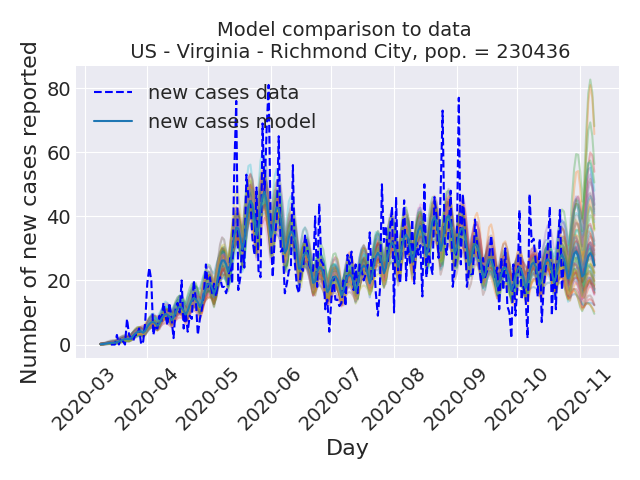 Model comparison to data
US - Virginia - Richmond City, pop. = 230436
Number of new cases reported
80
60
40
20
0
new cases data
new cases model
2020-03
2020-04
2020-05
2020-06
2020-07
2020-08
2020-09
2020-10
2020-11
Day